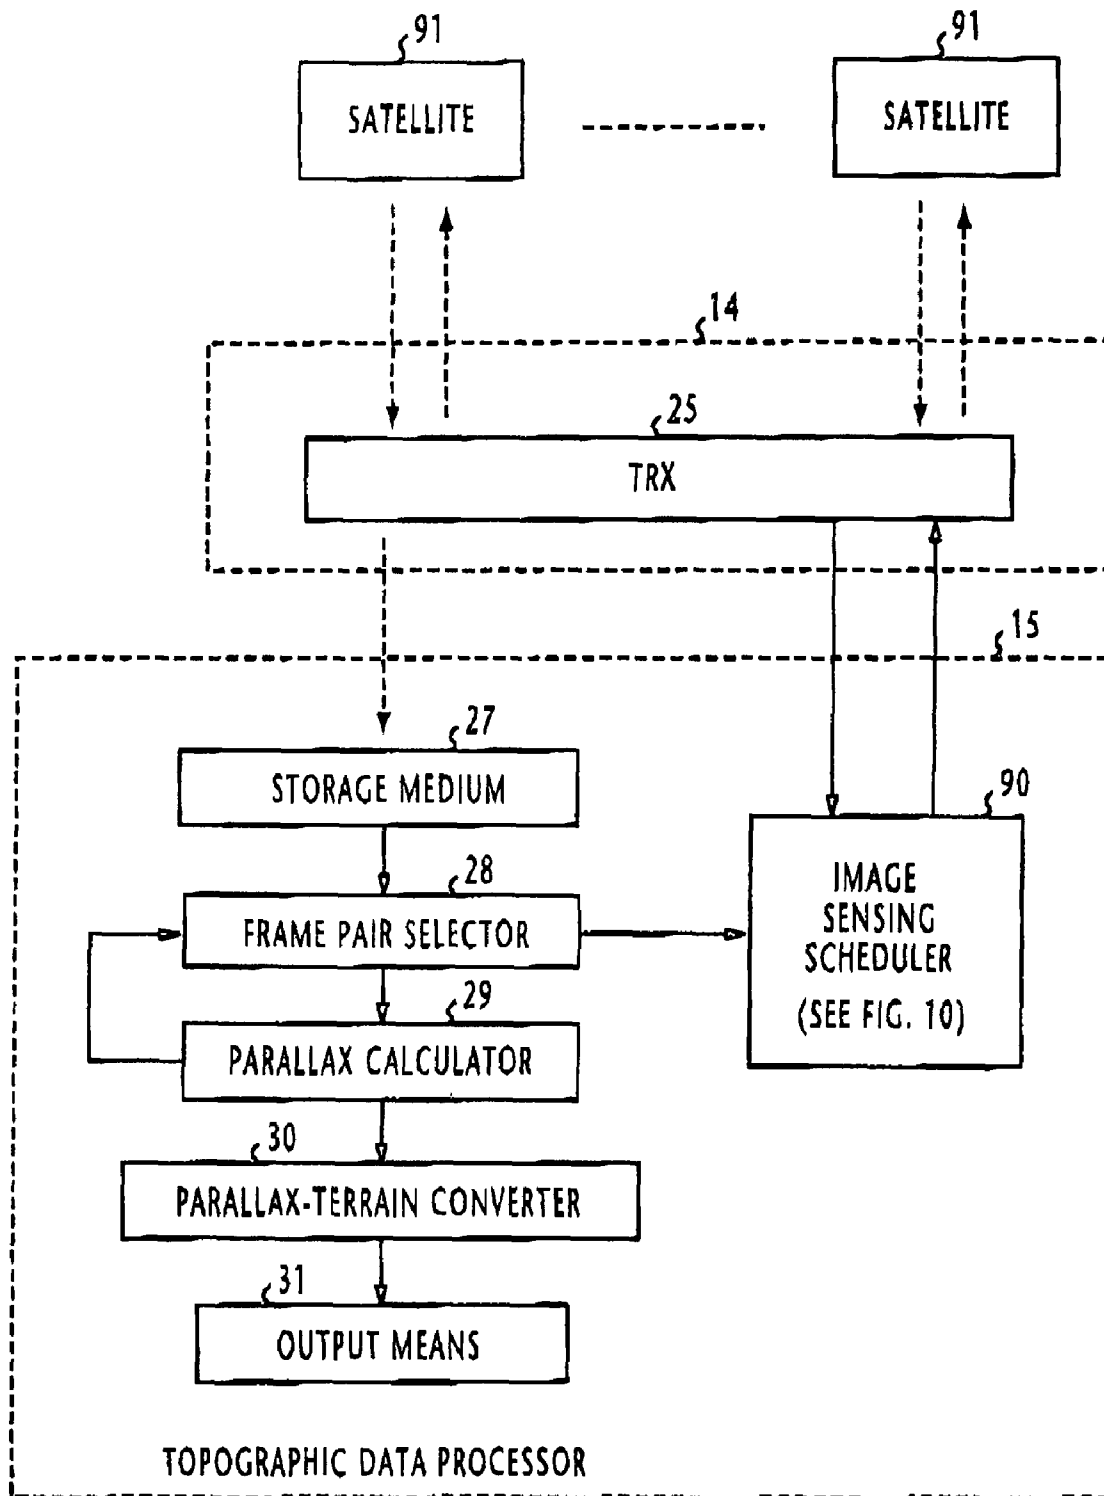 91
91
SATELLITE
SATELLITE
14
25
TRX
15
27
STORAGE MEDIUM
90
28
FRAME PAIR SELECTOR
IMAGE
SENSING
SCHEDULER
(SEE FIG. 10)
29
PARALLAX CALCULATOR
30
PARALLAX-TERRAIN CONVERTER
31
OUTPUT MEANS
TOPOGRAPHIC DATA PROCESSOR